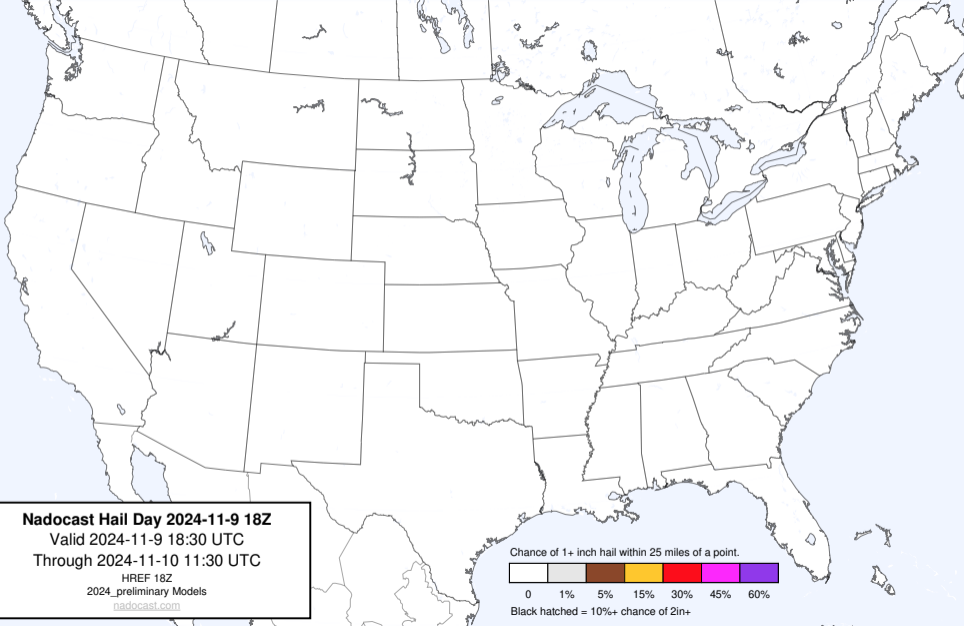 Nadocast Hail Day 2024-11-9 18Z
Valid 2024-11-9 18:30 UTC
Through 2024-11-10 11:30 UTC
HREF 18Z
2024_preliminary Models
nadocast.com
Chance of 1+ inch hail within 25 miles of a point.
0 1% 5% 15% 30% 45% 60%
Black hatched = 10%+ chance of 2in+